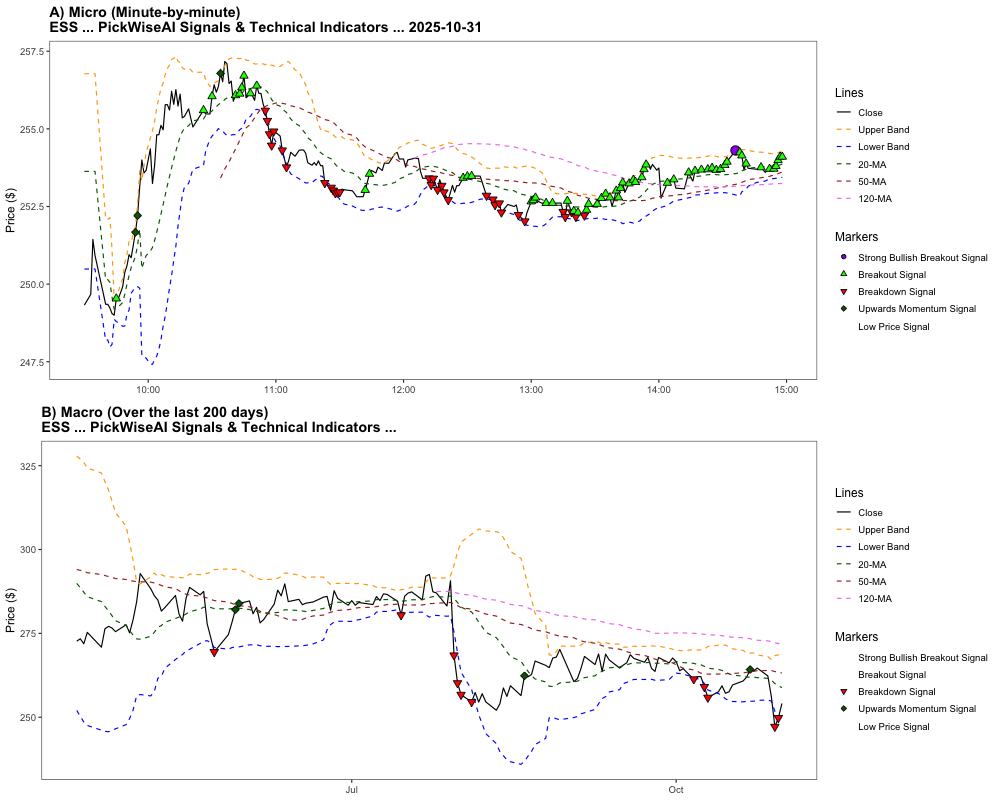 A) Micro (Minute-by-minute)
ESS ... PickWiseAI Signals & Technical Indicators ... 2025-10-31
257.5
255.0
252.5
250.0
247.5
Price ($)
10:00
11:00
12:00
13:00
14:00
15:00
Lines
Close
Upper Band
Lower Band
20-MA
50-MA
120-MA
Markers
Strong Bullish Breakout Signal
Breakout Signal
Breakdown Signal
Upwards Momentum Signal
Low Price Signal
B) Macro (Over the last 200 days)
ESS ... PickWiseAI Signals & Technical Indicators ...
325
300
275
250
Price ($)
Jul
Oct
Lines
Close
Upper Band
Lower Band
20-MA
50-MA
120-MA
Markers
Strong Bullish Breakout Signal
Breakout Signal
Breakdown Signal
Upwards Momentum Signal
Low Price Signal